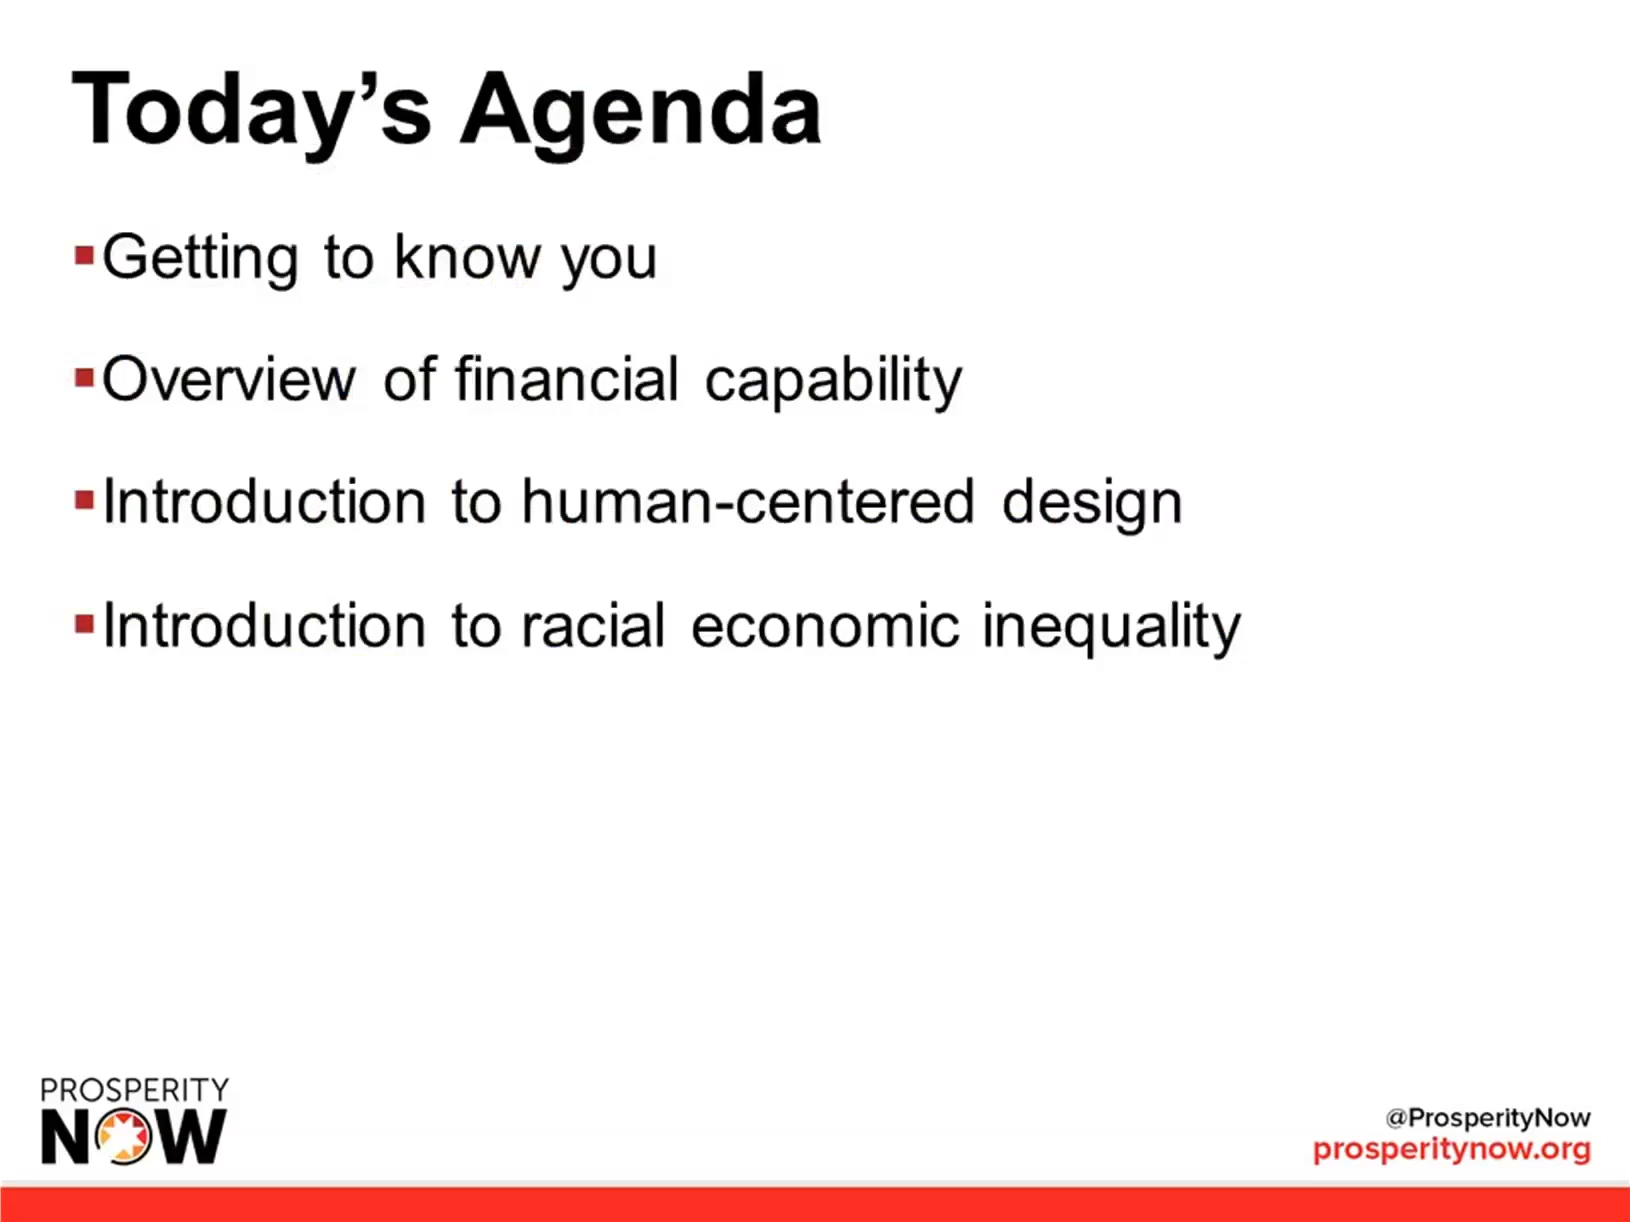 Today’s Agenda
▪Getting to know you
▪Overview of financial capability
▪Introduction to human-centered design
▪Introduction to racial economic inequality
PROSPERITY
NOW
@ProsperityNow
prosperitynow.org